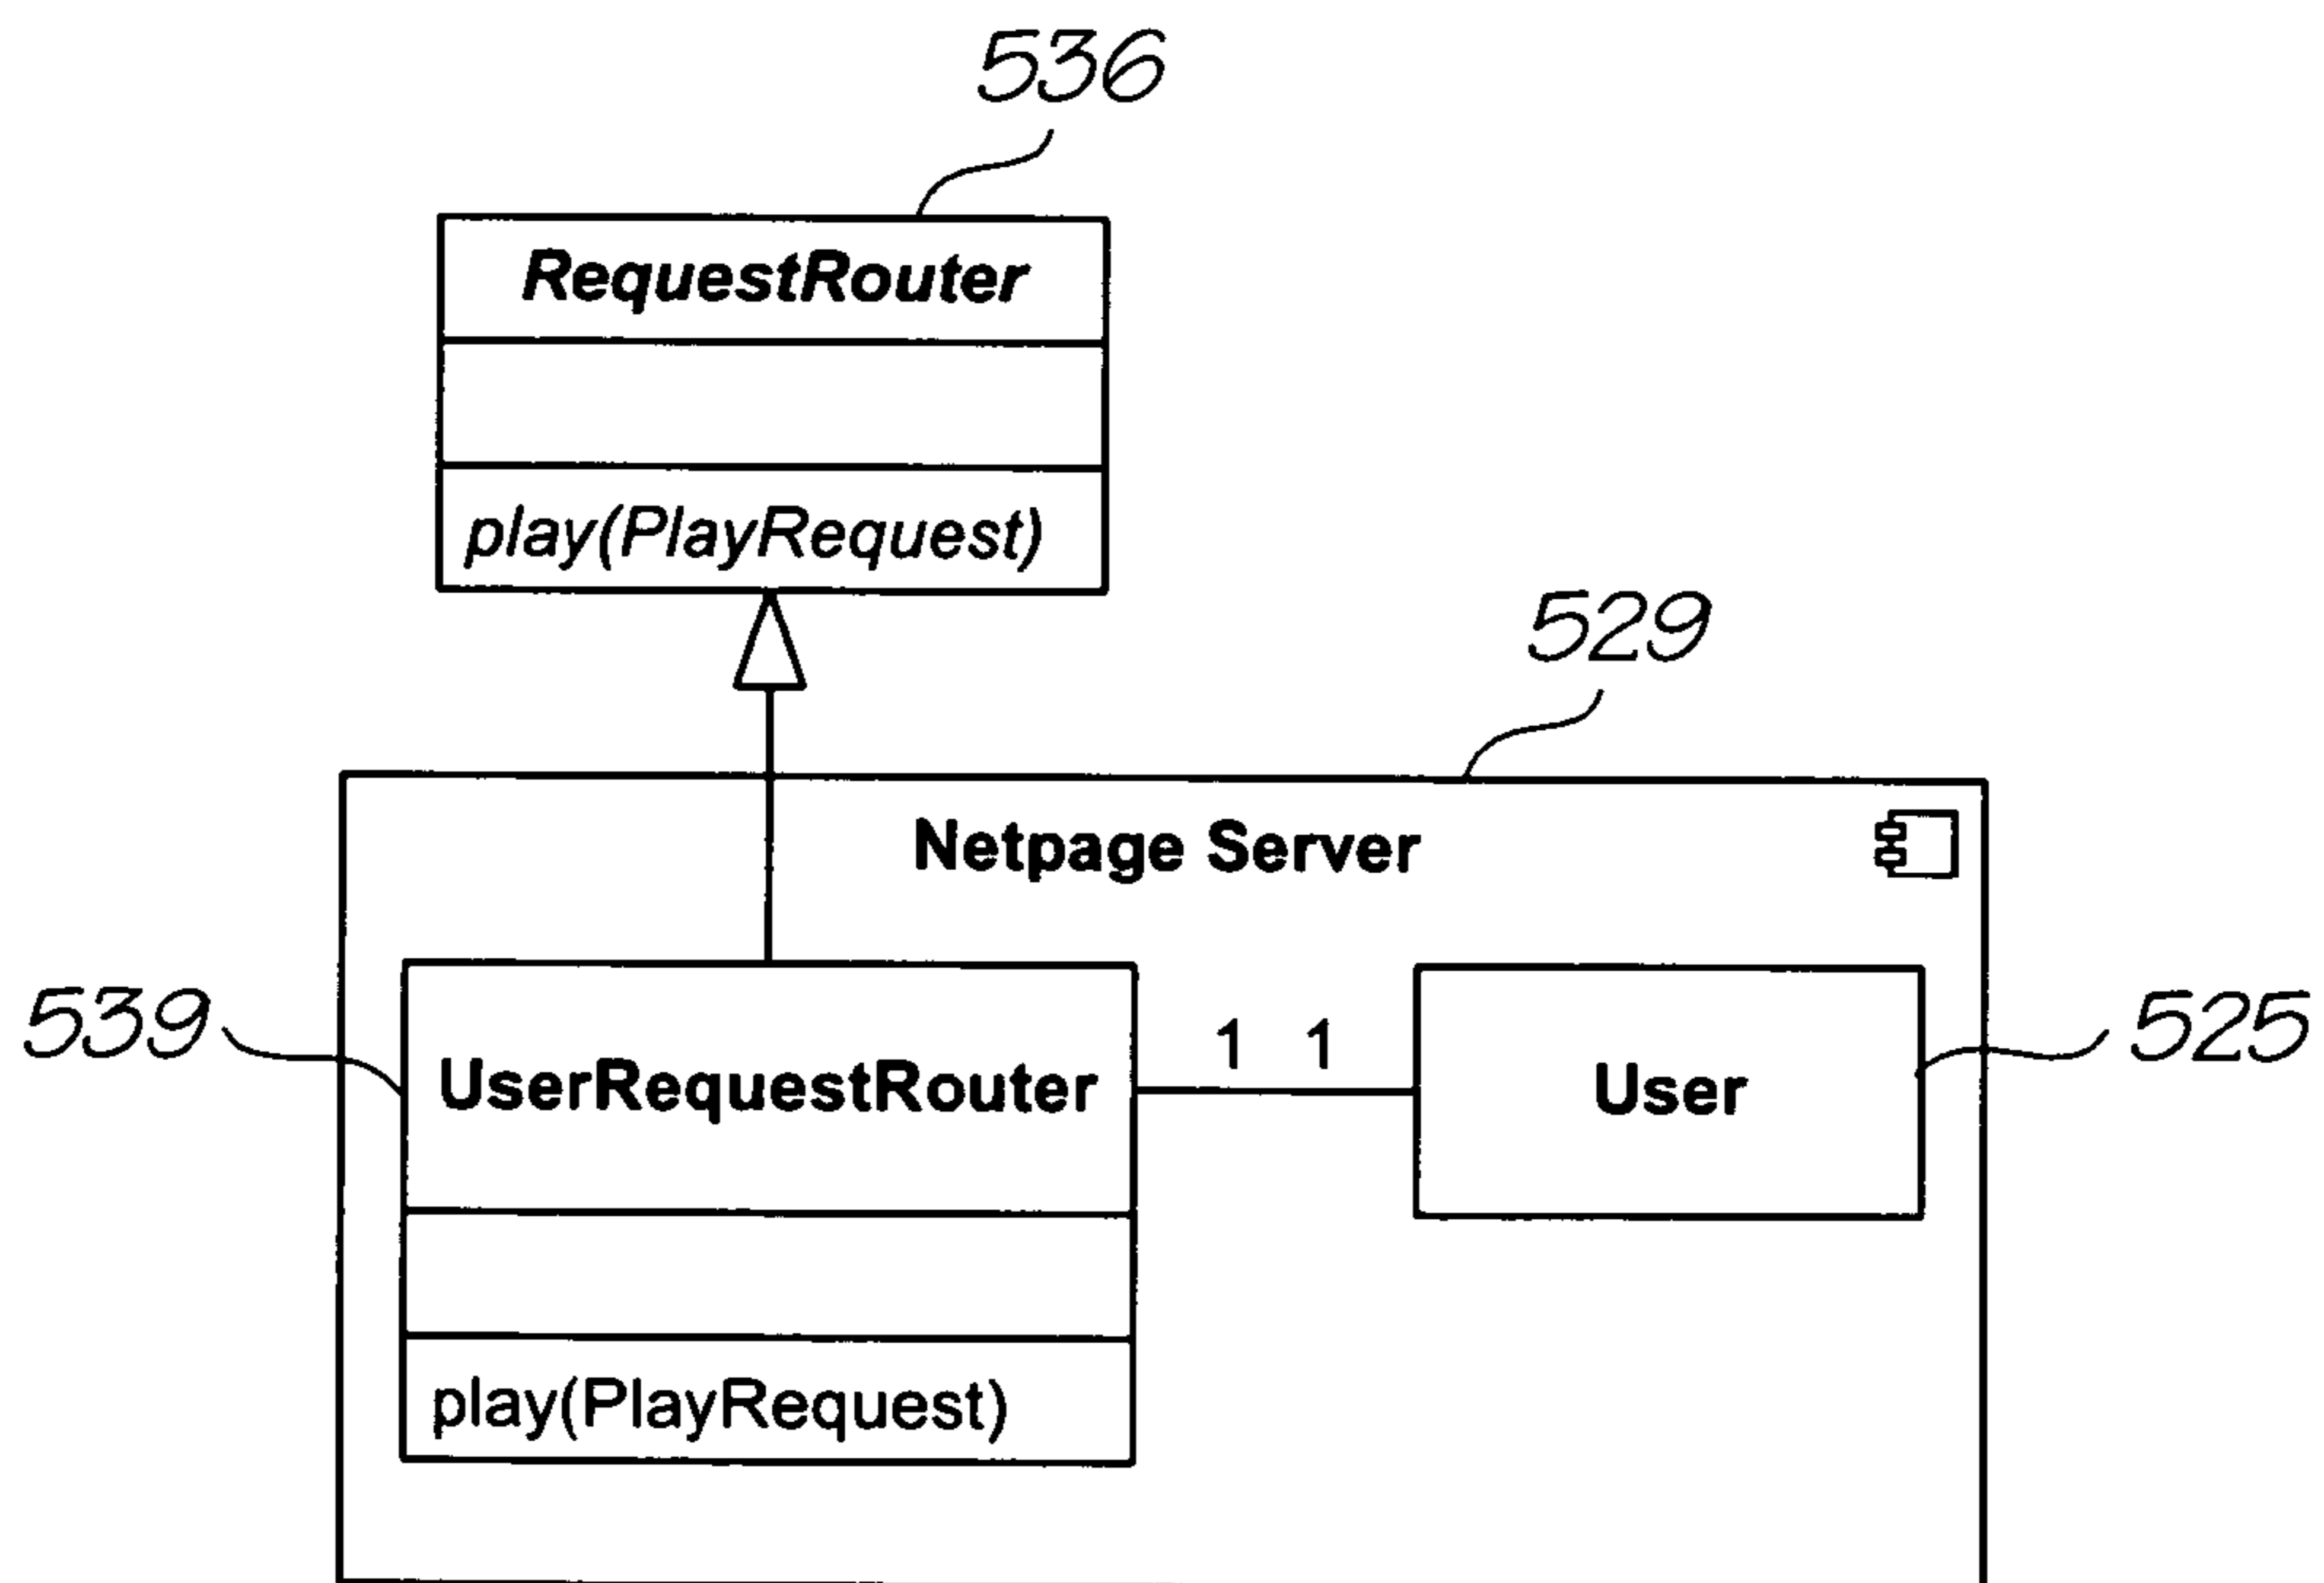 536
RequestRouter
play(PlayRequest)
529
Netpage Server
539
UserRequestRouter
1 1
User
525
play(PlayRequest)